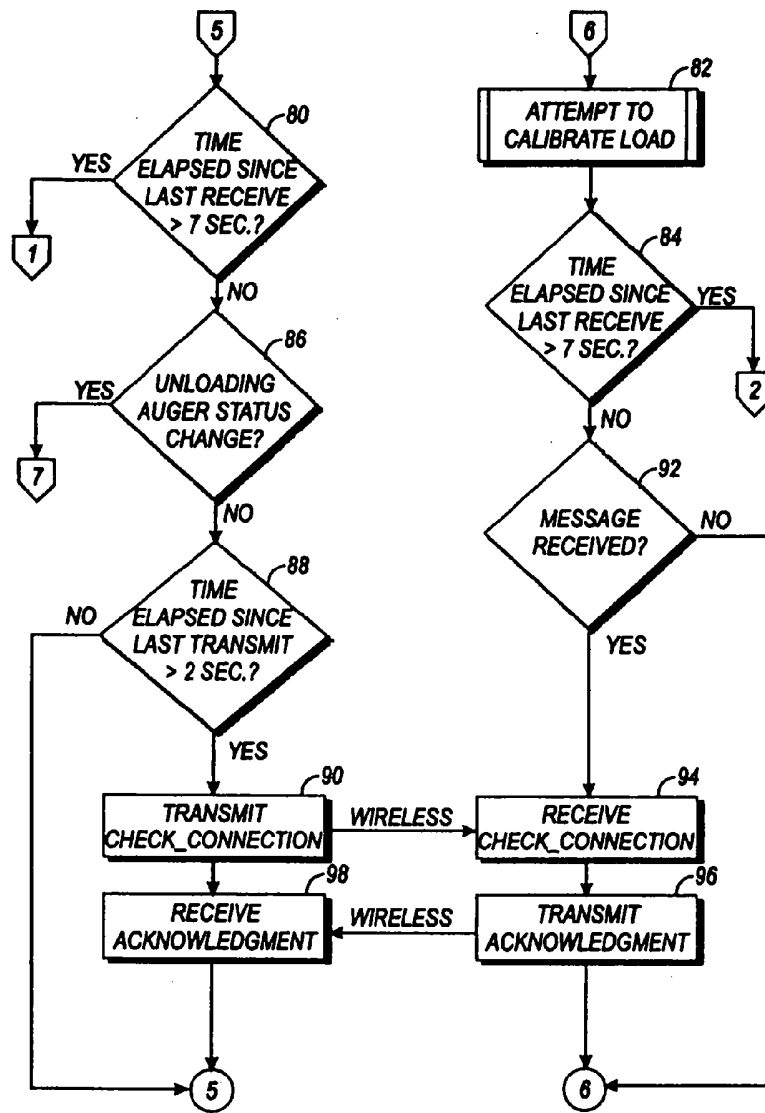 5
80
TIME
ELAPSED SINCE
LAST RECEIVE
> 7 SEC.?
YES
1
NO
86
UNLOADING
AUGER STATUS
CHANGE?
YES
7
NO
88
TIME
ELAPSED SINCE
LAST TRANSMIT
> 2 SEC.?
NO
YES
90
TRANSMIT
CHECK_CONNECTION
WIRELESS
98
RECEIVE
ACKNOWLEDGMENT
WIRELESS
5
6
82
ATTEMPT TO
CALIBRATE LOAD
84
TIME
ELAPSED SINCE
LAST RECEIVE
> 7 SEC.?
YES
2
NO
92
MESSAGE
RECEIVED?
NO
YES
94
RECEIVE
CHECK_CONNECTION
96
TRANSMIT
ACKNOWLEDGMENT
6